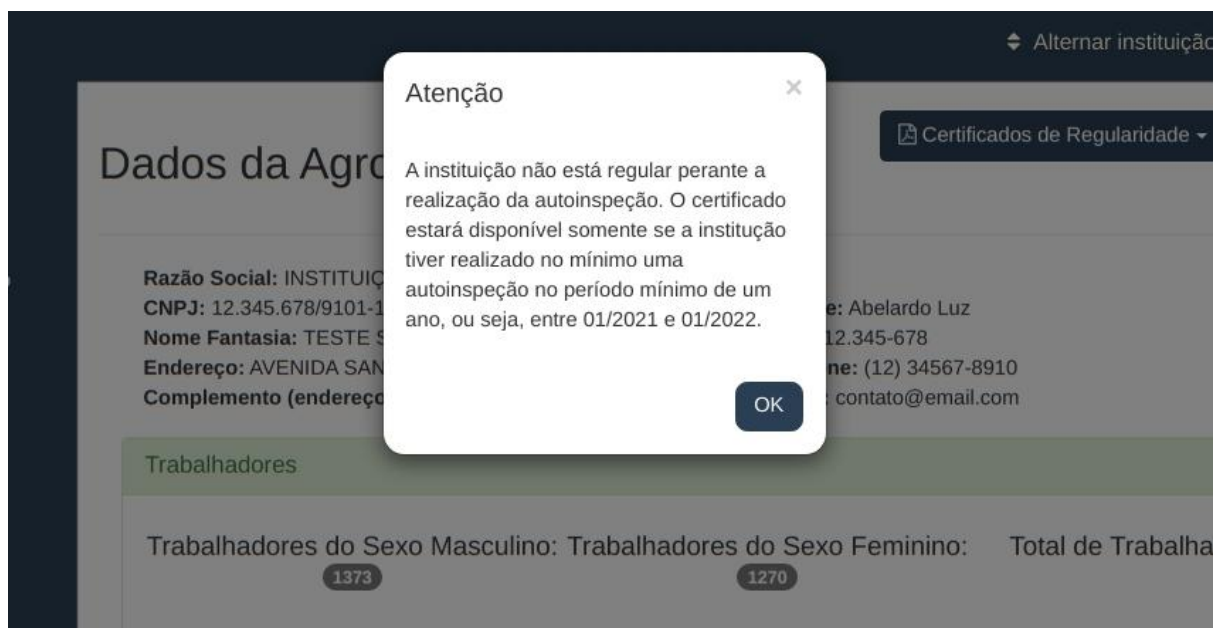 Alternar instituição
Atenção
×
Certificados de Regularidade
Dados da Agro
A instituição não está regular perante a
realização da autoinspeção. O certificado
estará disponível somente se a institução
tiver realizado no mínimo uma
autoinspeção no período mínimo de um
ano, ou seja, entre 01/2021 e 01/2022.
OK
Razão Social: INSTITUIÇ
CNPJ: 12.345.678/9101-1
e: Abelardo Luz
Nome Fantasia: TESTE S
12.345-678
Endereço: AVENIDA SAN
ne: (12) 34567-8910
Complemento (endereço
: contato@email.com
Trabalhadores
Trabalhadores do Sexo Masculino: Trabalhadores do Sexo Feminino: Total de Trabalha
1373 1270